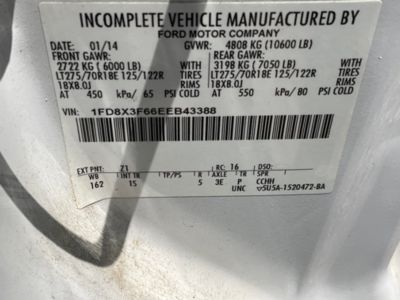 INCOMPLETE VEHICLE MANUFACTURED BY
FORD MOTOR COMPANY
DATE: 01/14 GVWR: 4808 KG (10600 LB)
FRONT GAWR: REAR GAWR:
2722 KG ( 6000 LB) WITH 3198 KG ( 7050 LB) WITH
LT275/70R18E 125/122R TIRES LT275/70R18E 125/122R TIRES
18X8.0J RIMS 18X8.0J RIMS
AT 450 kPa/ 65 PSI COLD AT 550 kPa/ 80 PSI COLD
VIN: 1FD8X3F66EEB43388
EXT PNT: Z1 RC: 16 DSO:
WB INT TR TP/PS R AXLE TR SPR
162 1S 5 3E P CCHH
UNC 5U5A-1520472-BA